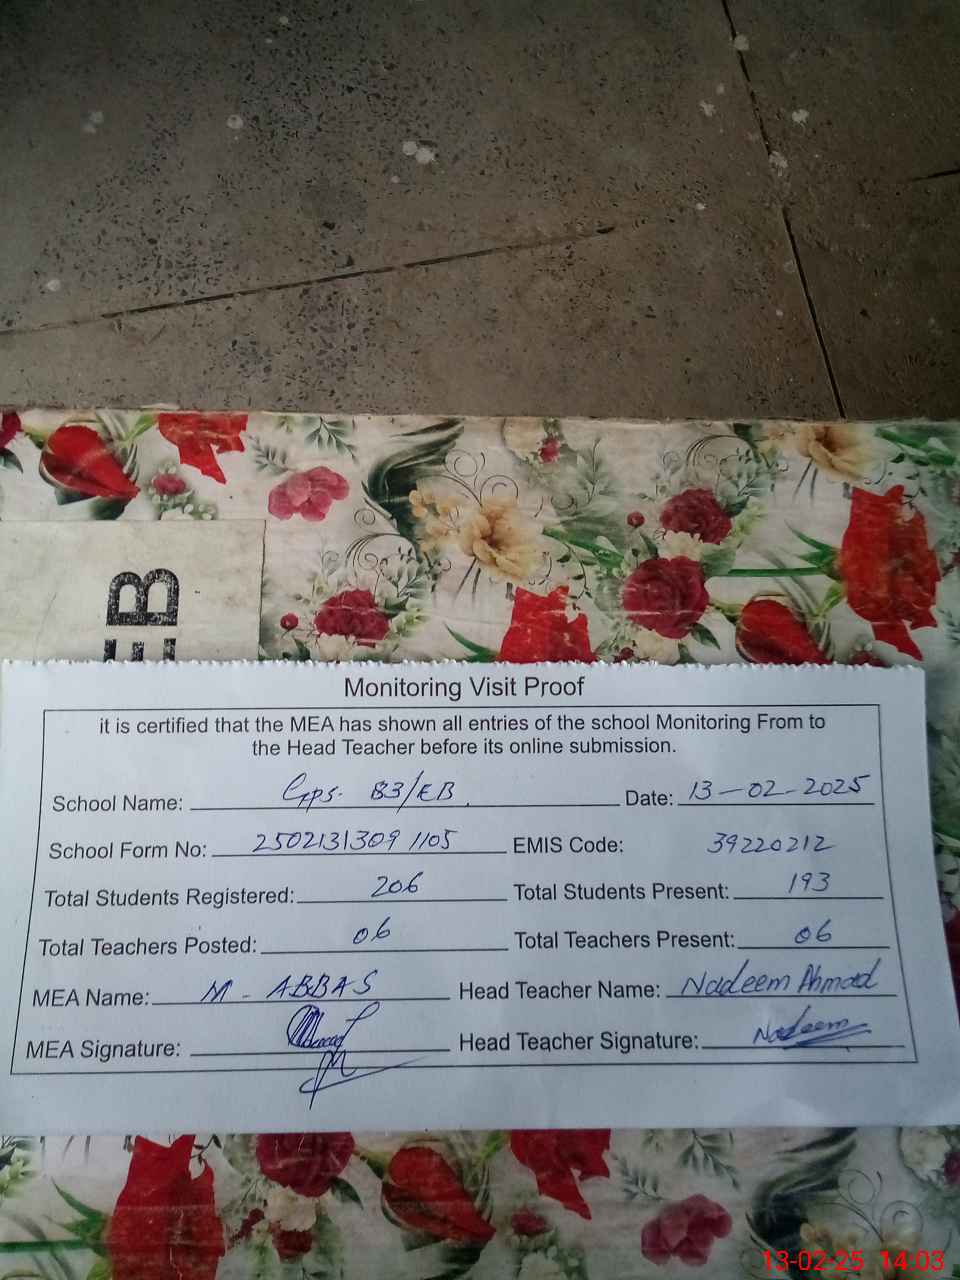 EB
Monitoring Visit Proof
it is certified that the MEA has shown all entries of the school Monitoring From to
the Head Teacher before its online submission.
School Name: GPS. 83/EB Date: 13-02-2025
School Form No: 2502131309 1105 EMIS Code: 39220212
Total Students Registered: 206 Total Students Present: 193
Total Teachers Posted: 06 Total Teachers Present: 06
MEA Name: M. ABBAS Head Teacher Name: Nadeem Ahmad
MEA Signature: Head Teacher Signature: Nadeem
13-02-25 14:03